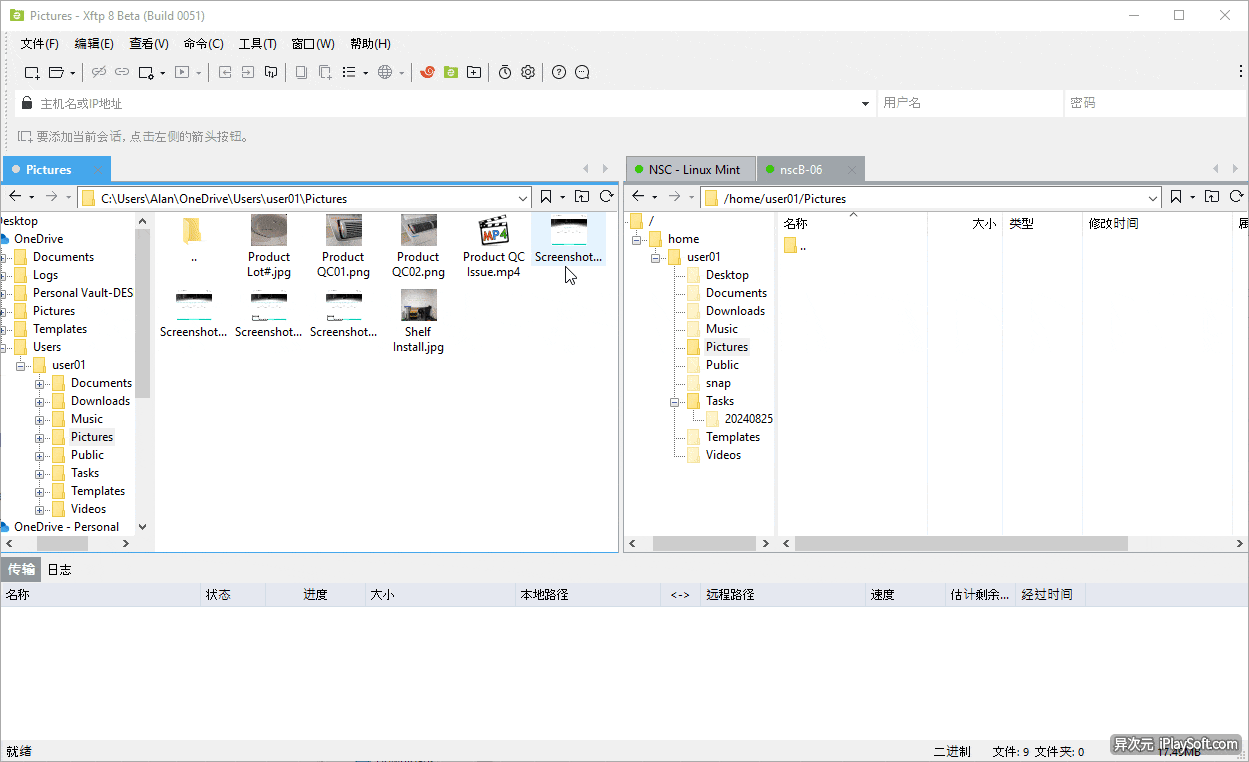 Pictures - Xftp 8 Beta (Build 0051)
文件(F) 编辑(E) 查看(V) 命令(C) 工具(T) 窗口(W) 帮助(H)
主机名或IP地址 用户名 密码
要添加当前会话, 点击左侧的箭头按钮。
Pictures
C:\Users\Alan\OneDrive\Users\user01\Pictures
esktop
OneDrive
Documents
Logs
Personal Vault-DES
Pictures
Templates
Users
user01
Documents
Downloads
Music
Pictures
Public
Tasks
Templates
Videos
OneDrive - Personal
..
Product
Lot#.jpg
Product
QC01.png
Product
QC02.png
Product QC
Issue.mp4
Screenshot...
Screenshot...
Screenshot...
Screenshot...
Shelf
Install.jpg
NSC - Linux Mint nscB-06
/home/user01/Pictures
/
home
user01
Desktop
Documents
Downloads
Music
Pictures
Public
snap
Tasks
20240825
Templates
Videos
名称 大小 类型 修改时间
..
传输 日志
名称 状态 进度 大小 本地路径 <-> 远程路径 速度 估计剩余... 经过时间
就绪 二进制 文件: 9 文件夹: 0 17.49MB
异次元 iPlaySoft.com